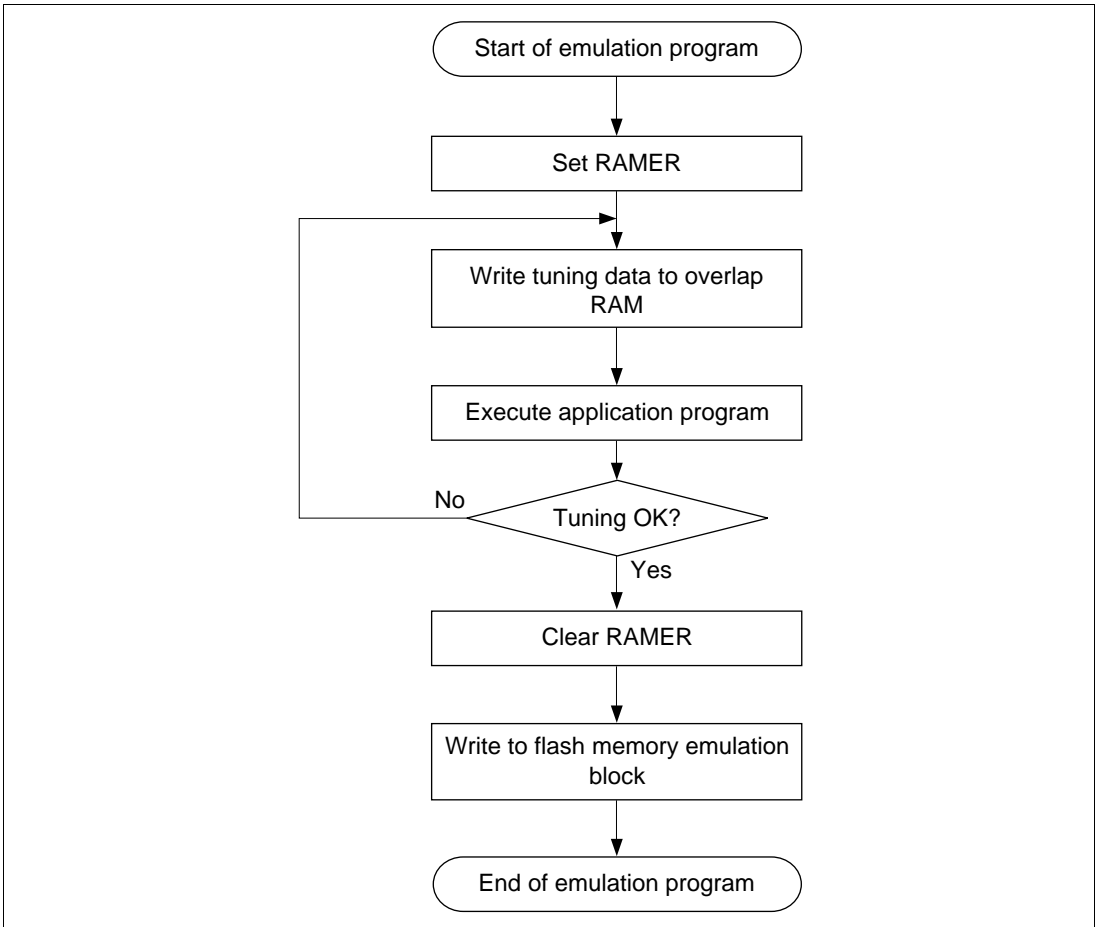 Start of emulation program
Set RAMER
Write tuning data to overlap
RAM
Execute application program
No
Tuning OK?
Yes
Clear RAMER
Write to flash memory emulation
block
End of emulation program